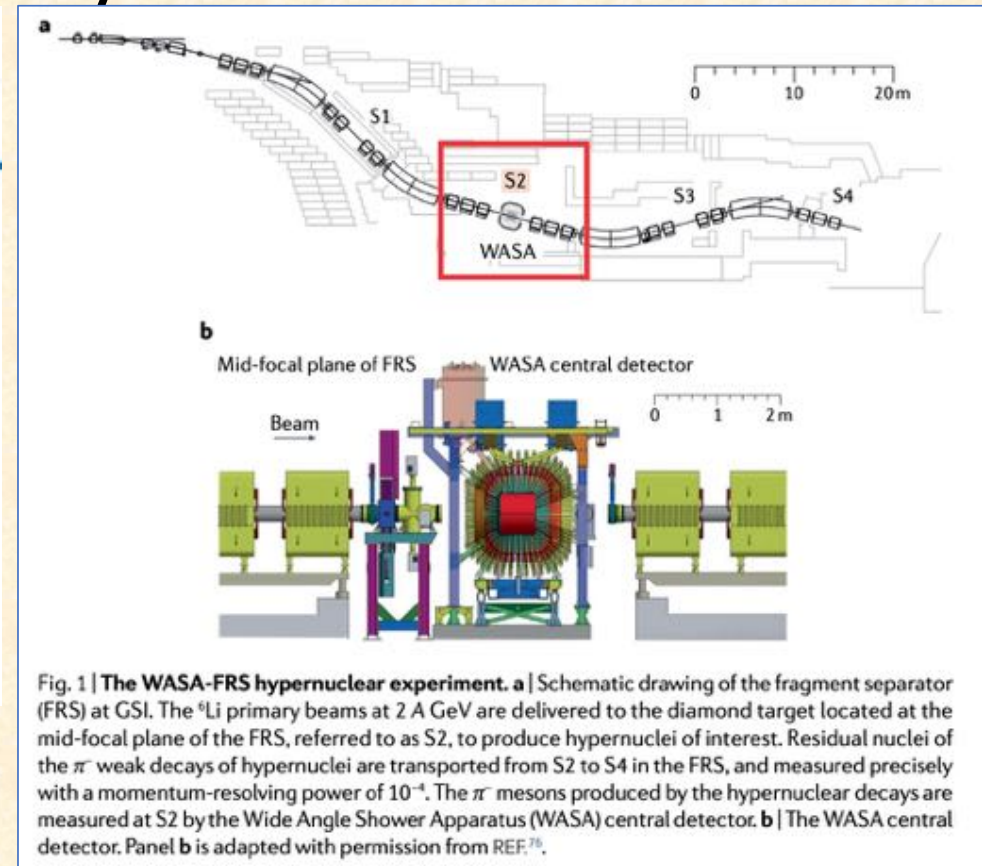 a
S1
0 10 20 m
S2
S3
S4
WASA
b
Mid-focal plane of FRS
WASA central detector
Beam
0 1 2 m
Fig. 1 | The WASA-FRS hypernuclear experiment. a | Schematic drawing of the fragment separator
(FRS) at GSI. The ⁶Li primary beams at 2 A GeV are delivered to the diamond target located at the
mid-focal plane of the FRS, referred to as S2, to produce hypernuclei of interest. Residual nuclei of
the π⁻ weak decays of hypernuclei are transported from S2 to S4 in the FRS, and measured precisely
with a momentum-resolving power of 10⁻⁴. The π⁻ mesons produced by the hypernuclear decays are
measured at S2 by the Wide Angle Shower Apparatus (WASA) central detector. b | The WASA central
detector. Panel b is adapted with permission from REF.⁷⁶.